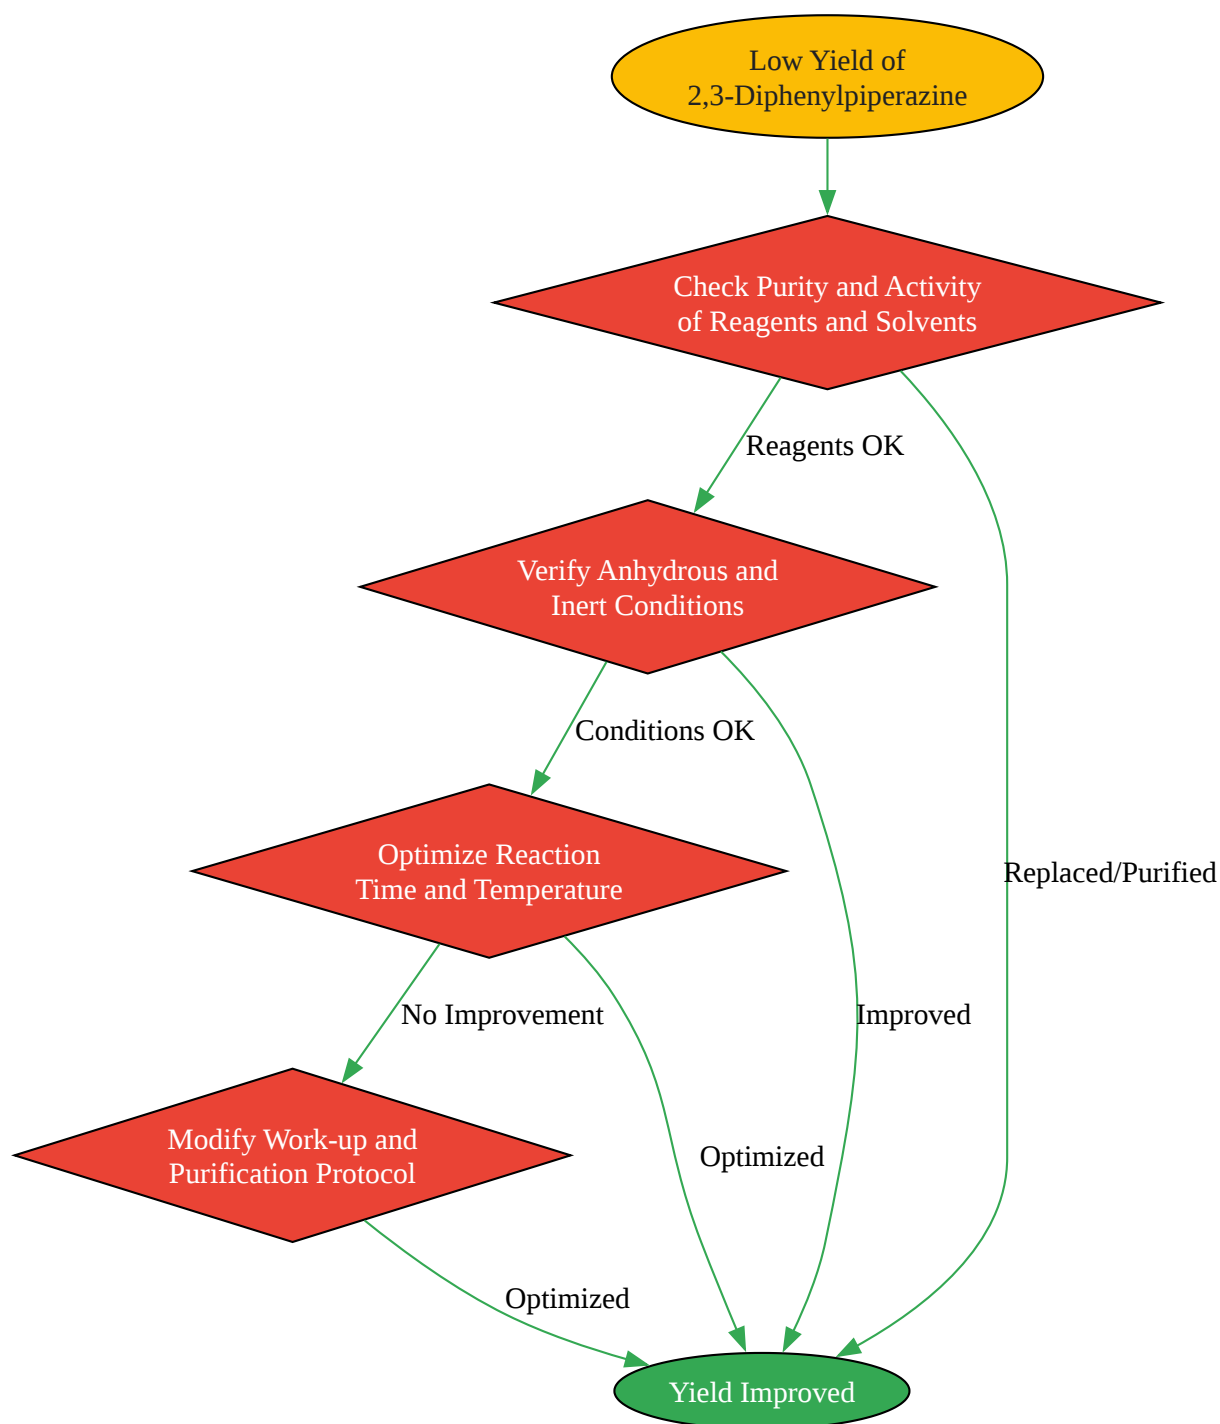 Low Yield of
2,3-Diphenylpiperazine
Check Purity and Activity
of Reagents and Solvents
Reagents OK
Verify Anhydrous and
Inert Conditions
Conditions OK
Optimize Reaction
Time and Temperature
Replaced/Purified
No Improvement
Improved
Modify Work-up and
Purification Protocol
Optimized
Optimized
Yield Improved